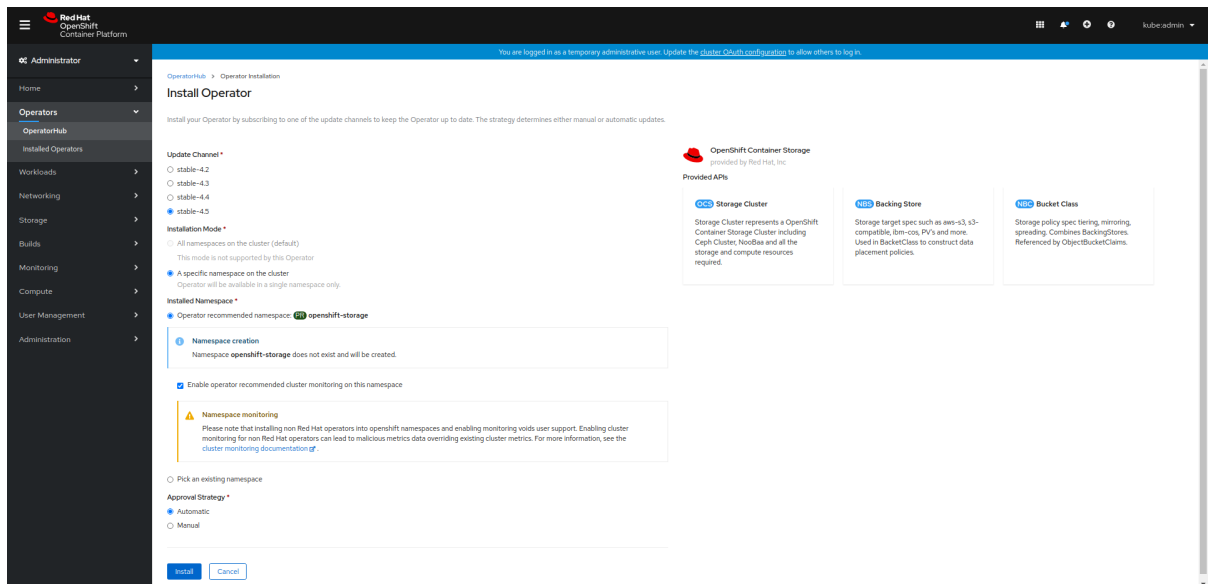 Red Hat
OpenShift
Container Platform
kube:admin
You are logged in as a temporary administrative user. Update the cluster OAuth configuration to allow others to log in.
Administrator
Home
Operators
OperatorHub
Installed Operators
Workloads
Networking
Storage
Builds
Monitoring
Compute
User Management
Administration
OperatorHub > Operator Installation
Install Operator
Install your Operator by subscribing to one of the update channels to keep the Operator up to date. The strategy determines either manual or automatic updates.
Update Channel *
stable-4.2
stable-4.3
stable-4.4
stable-4.5
Installation Mode *
All namespaces on the cluster (default)
This mode is not supported by this Operator
A specific namespace on the cluster
Operator will be available in a single namespace only.
Installed Namespace *
Operator recommended namespace: PR openshift-storage
Namespace creation
Namespace openshift-storage does not exist and will be created.
Enable operator recommended cluster monitoring on this namespace
Namespace monitoring
Please note that installing non Red Hat operators into openshift namespaces and enabling monitoring voids user support. Enabling cluster
monitoring for non Red Hat operators can lead to malicious metrics data overriding existing cluster metrics. For more information, see the
cluster monitoring documentation .
Pick an existing namespace
Approval Strategy *
Automatic
Manual
Install
Cancel
OpenShift Container Storage
provided by Red Hat, Inc
Provided APIs
OCS Storage Cluster
Storage Cluster represents a OpenShift
Container Storage Cluster including
Ceph Cluster, NooBaa and all the
storage and compute resources
required.
NBS Backing Store
Storage target spec such as aws-s3, s3-
compatible, ibm-cos, PV's and more.
Used in BacketClass to construct data
placement policies.
NBC Bucket Class
Storage policy spec tiering, mirroring,
spreading. Combines BackingStores.
Referenced by ObjectBucketClaims.